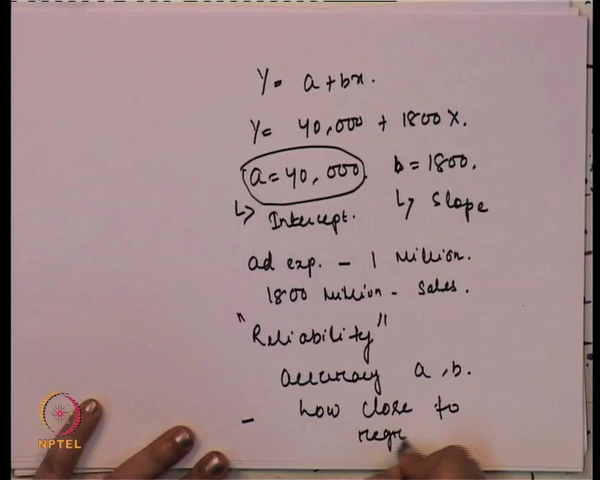 Y = a + bx.
Y = 40,000 + 1800 X.
a = 40,000 b = 1800.
↳ Intercept. ↳ Slope
ad exp. - 1 Million.
1800 Million - Sales.
"Reliability"
accuracy a, b.
- how close to
regr
NPTEL